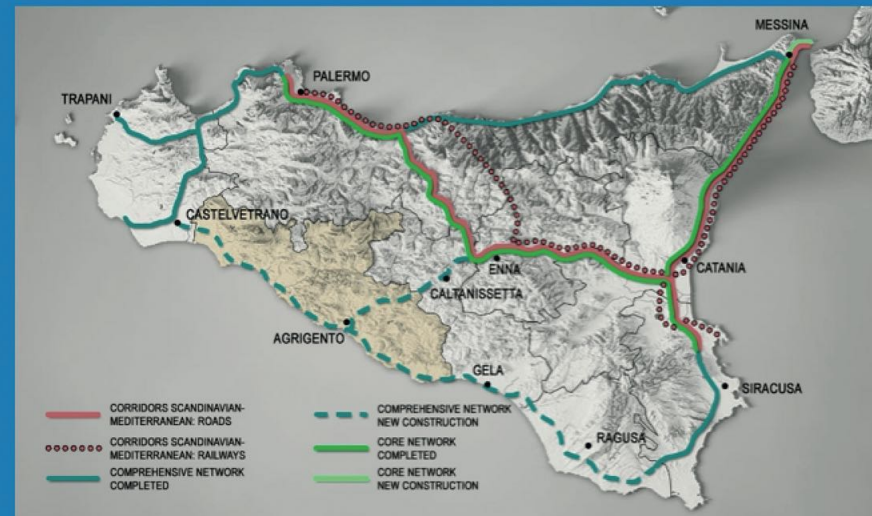 MESSINA
PALERMO
TRAPANI
CASTELVETRANO
ENNA
CATANIA
CALTANISSETTA
AGRIGENTO
GELA
SIRACUSA
RAGUSA
CORRIDORS SCANDINAVIAN-
MEDITERRANEAN: ROADS
CORRIDORS SCANDINAVIAN-
MEDITERRANEAN: RAILWAYS
COMPREHENSIVE NETWORK
COMPLETED
COMPREHENSIVE NETWORK
NEW CONSTRUCTION
CORE NETWORK
COMPLETED
CORE NETWORK
NEW CONSTRUCTION